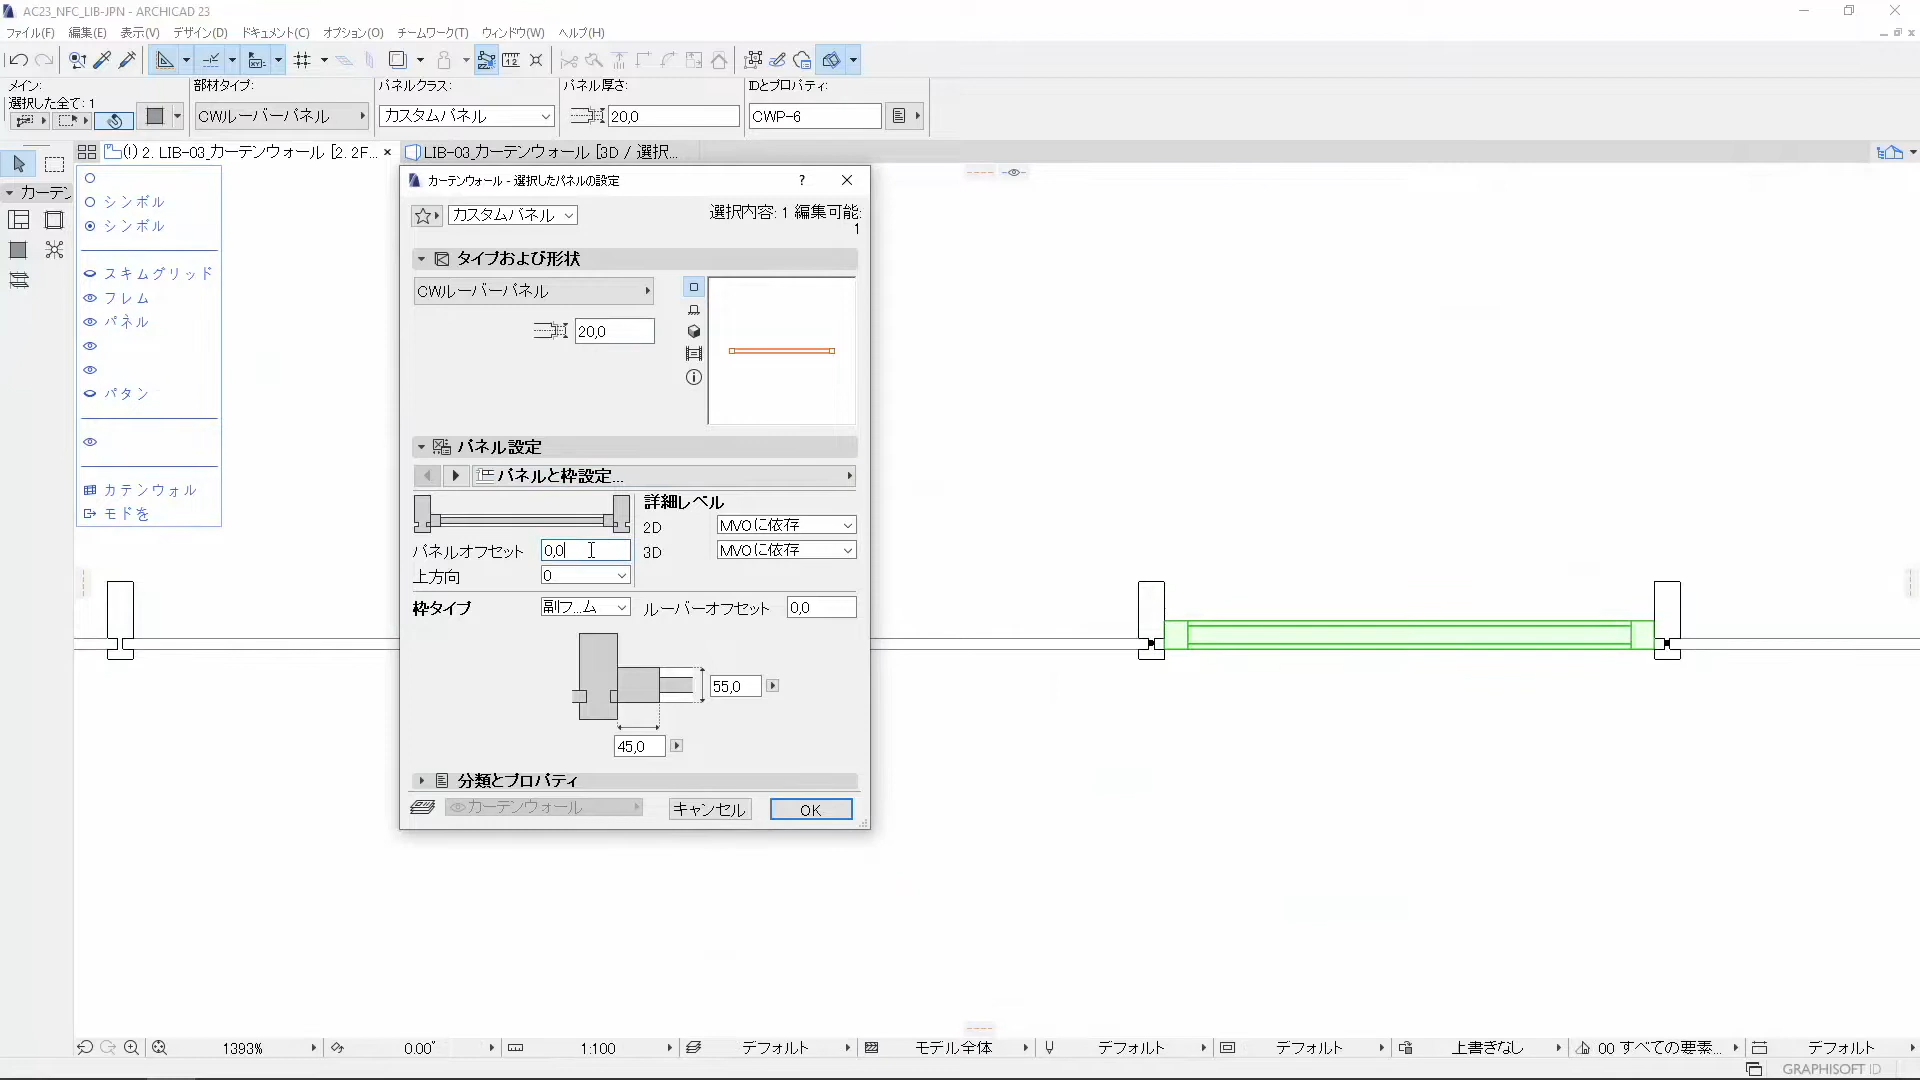 AC23_NFC_LIB-JPN - ARCHICAD 23
ファイル(F) 編集(E) 表示(V) デザイン(D) ドキュメント(C) オプション(O) チームワーク(T) ウィンドウ(W) ヘルプ(H)
メイン:
選択した全て: 1
部材タイプ:
CWルーバーパネル
パネルクラス:
カスタムパネル
パネル厚さ:
20,0
IDとプロパティ:
CWP-6
(!) 2. LIB-03_カーテンウォール [2. 2F...
LIB-03_カーテンウォール [3D / 選択...
カーテン
シンボル
シンボル
スキムグリッド
フレム
パネル
パタン
カテンウォル
モドを
カーテンウォール - 選択したパネルの設定
?
カスタムパネル
選択内容: 1 編集可能:
1
タイプおよび形状
CWルーバーパネル
20,0
パネル設定
パネルと枠設定...
詳細レベル
2D
MVOに依存
パネルオフセット
0,0
3D
MVOに依存
上方向
0
枠タイプ
副フ...ム
ルーバーオフセット
0,0
55,0
45,0
分類とプロパティ
カーテンウォール
キャンセル
OK
1393%
0.00°
1:100
デフォルト
モデル全体
デフォルト
デフォルト
上書きなし
00 すべての要素...
デフォルト
GRAPHISOFT ID